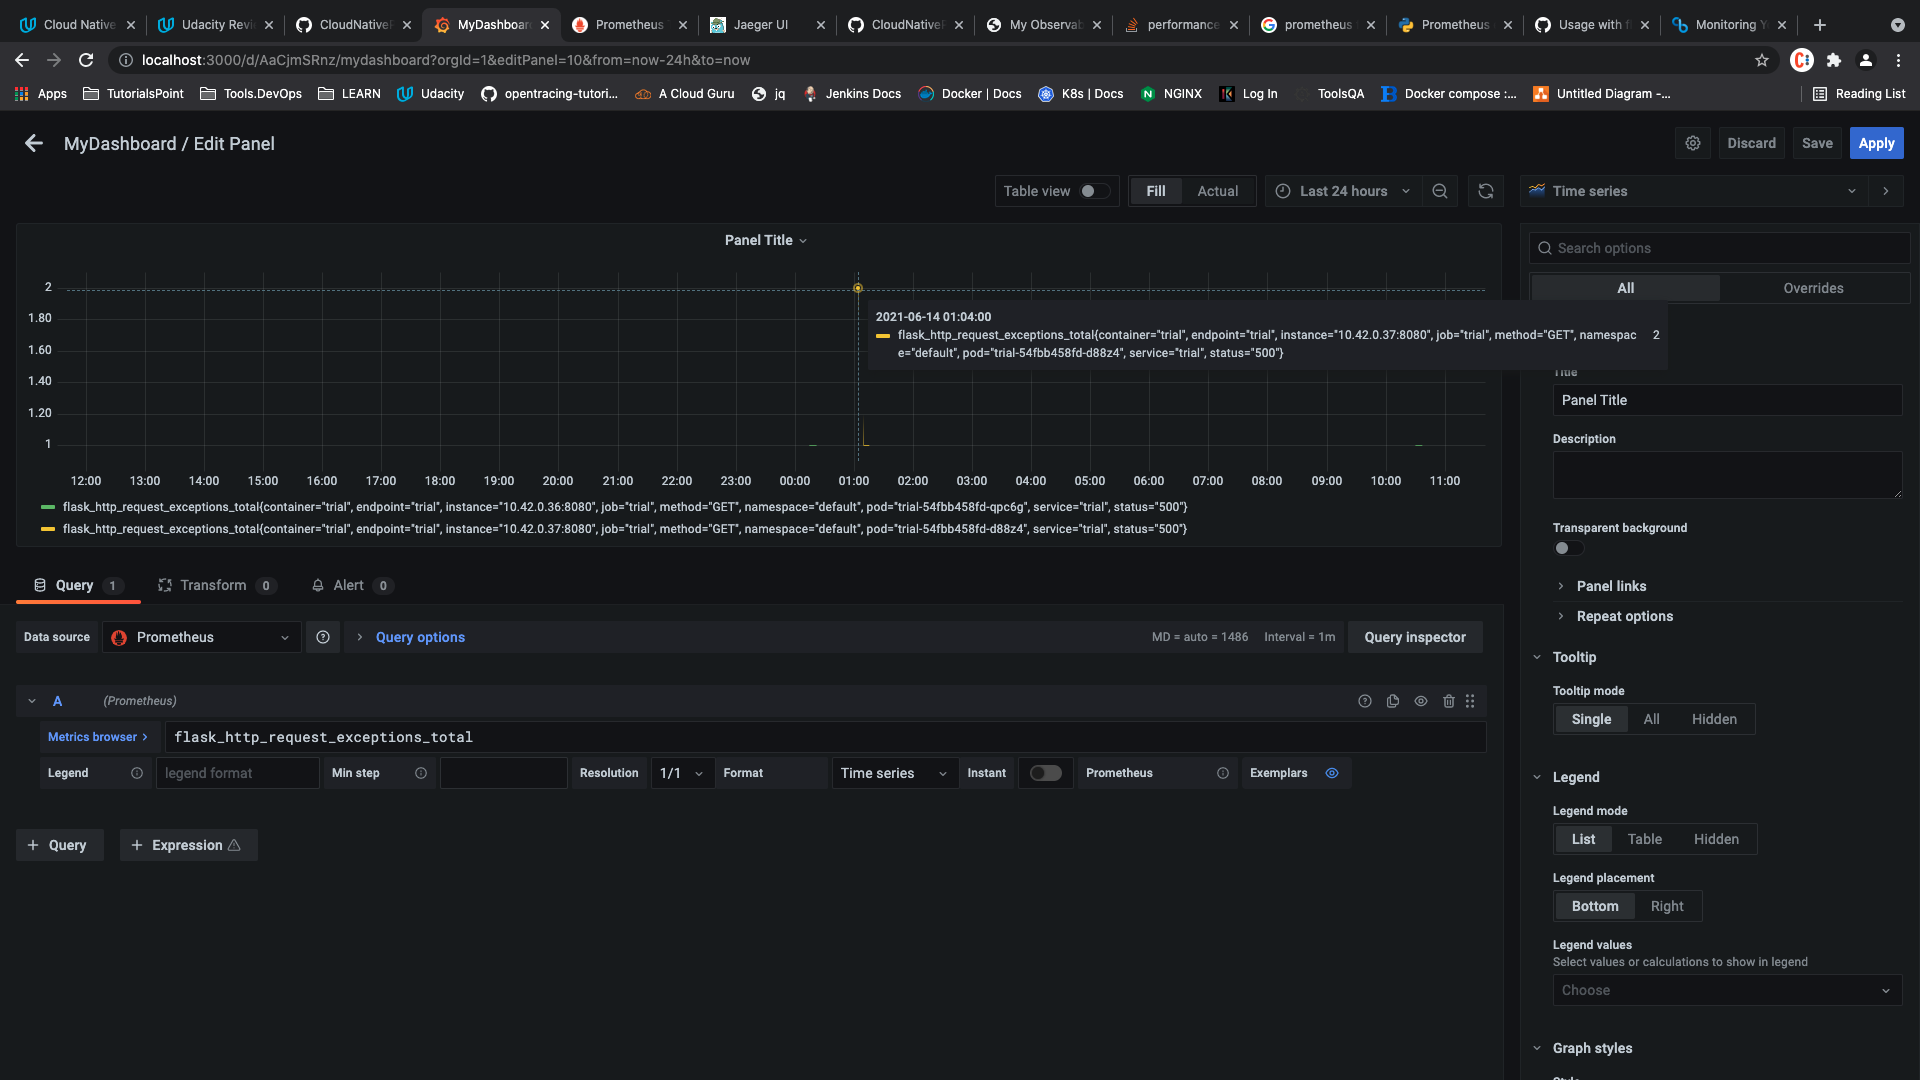 Cloud Native
Udacity Revi
CloudNativeF
MyDashboar
Prometheus
Jaeger UI
CloudNativeF
My Observab
performance
prometheus
Prometheus
Usage with f
Monitoring Y
localhost:3000/d/AaCjmSRnz/mydashboard?orgId=1&editPanel=10&from=now-24h&to=now
Apps
TutorialsPoint
Tools.DevOps
LEARN
Udacity
opentracing-tutori...
A Cloud Guru
jq
Jenkins Docs
Docker | Docs
K8s | Docs
NGINX
Log In
ToolsQA
Docker compose :...
Untitled Diagram -...
Reading List
MyDashboard / Edit Panel
Discard
Save
Apply
Table view
Fill
Actual
Last 24 hours
Time series
Panel Title
Search options
All
Overrides
2
1.80
1.60
1.40
1.20
1
2021-06-14 01:04:00
flask_http_request_exceptions_total{container="trial", endpoint="trial", instance="10.42.0.37:8080", job="trial", method="GET", namespac 2
e="default", pod="trial-54fbb458fd-d88z4", service="trial", status="500"}
Title
Panel Title
Description
12:00 13:00 14:00 15:00 16:00 17:00 18:00 19:00 20:00 21:00 22:00 23:00 00:00 01:00 02:00 03:00 04:00 05:00 06:00 07:00 08:00 09:00 10:00 11:00
flask_http_request_exceptions_total{container="trial", endpoint="trial", instance="10.42.0.36:8080", job="trial", method="GET", namespace="default", pod="trial-54fbb458fd-qpc6g", service="trial", status="500"}
flask_http_request_exceptions_total{container="trial", endpoint="trial", instance="10.42.0.37:8080", job="trial", method="GET", namespace="default", pod="trial-54fbb458fd-d88z4", service="trial", status="500"}
Transparent background
Panel links
Repeat options
Query 1
Transform 0
Alert 0
Data source
Prometheus
Query options
MD = auto = 1486
Interval = 1m
Query inspector
A
(Prometheus)
Metrics browser >
flask_http_request_exceptions_total
Legend
legend format
Min step
Resolution
1/1
Format
Time series
Instant
Prometheus
Exemplars
+ Query
+ Expression
Tooltip
Tooltip mode
Single
All
Hidden
Legend
Legend mode
List
Table
Hidden
Legend placement
Bottom
Right
Legend values
Select values or calculations to show in legend
Choose
Graph styles